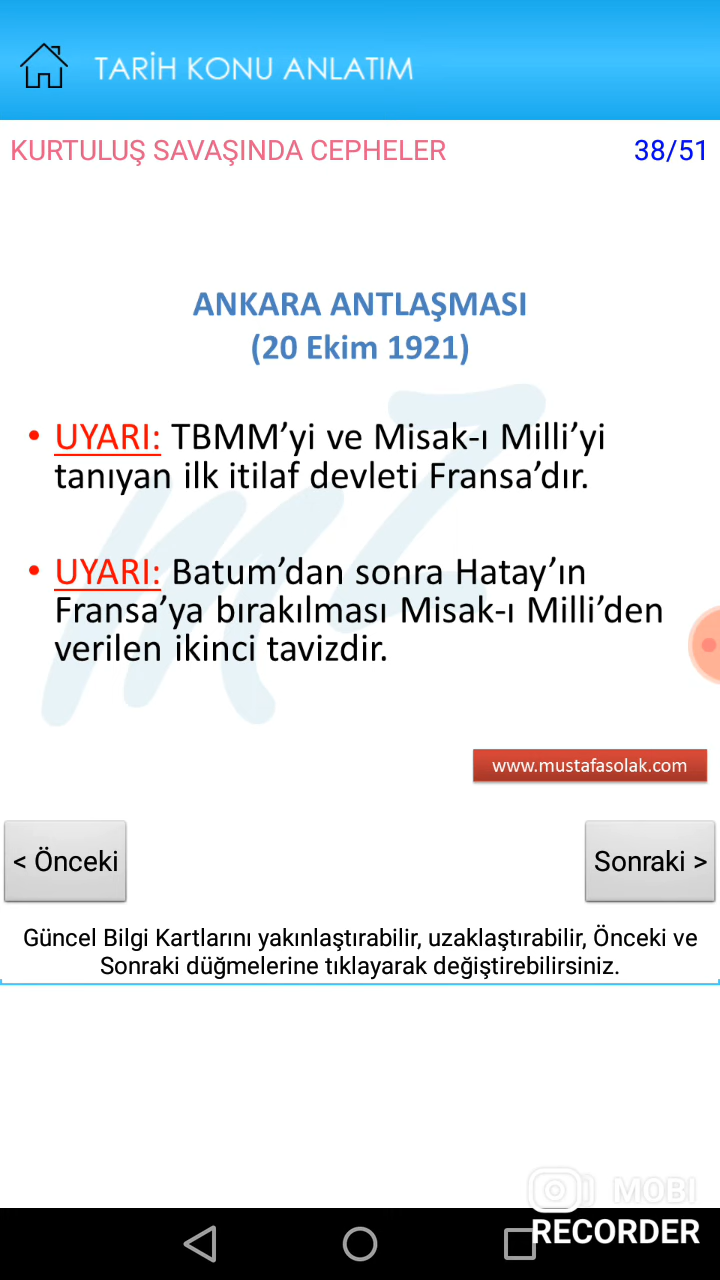 TARİH KONU ANLATIM
KURTULUŞ SAVAŞINDA CEPHELER 38/51
ANKARA ANTLAŞMASI
(20 Ekim 1921)
• UYARI: TBMM’yi ve Misak-ı Milli’yi
tanıyan ilk itilaf devleti Fransa’dır.
• UYARI: Batum’dan sonra Hatay’ın
Fransa’ya bırakılması Misak-ı Milli’den
verilen ikinci tavizdir.
www.mustafasolak.com
< Önceki Sonraki >
Güncel Bilgi Kartlarını yakınlaştırabilir, uzaklaştırabilir, Önceki ve
Sonraki düğmelerine tıklayarak değiştirebilirsiniz.
MOBI
RECORDER